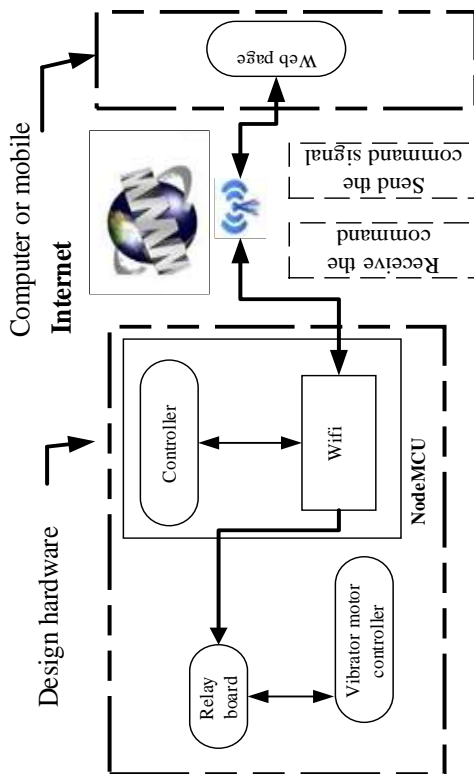 Computer or mobile
Internet
Design hardware
Web page
WWW
Send the
command signal
Receive the
command
Controller
Wifi
NodeMCU
Relay
board
Vibrator motor
controller